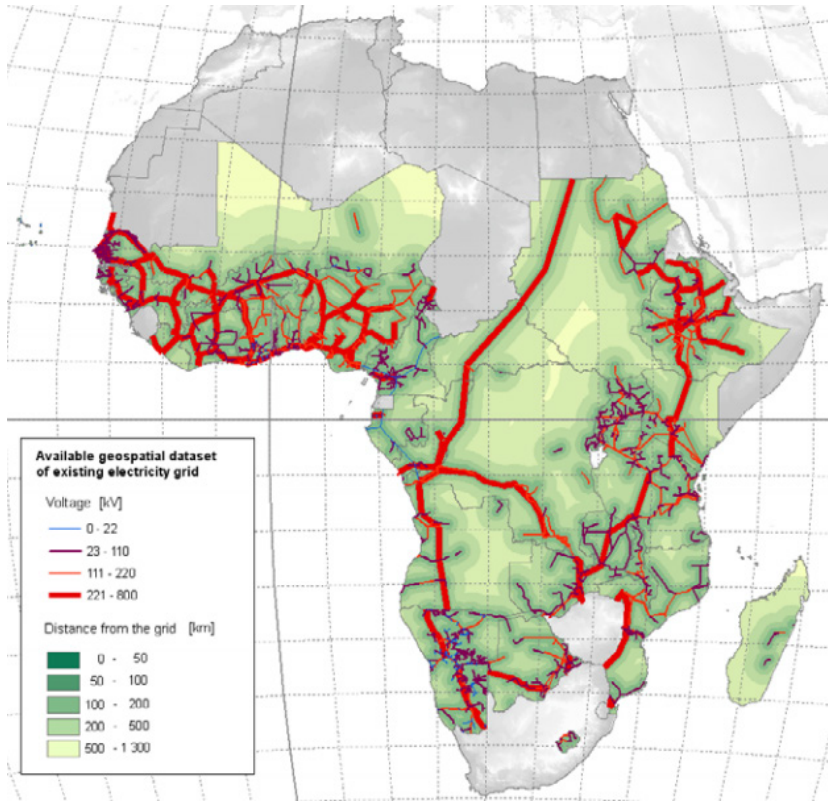 Available geospatial dataset
of existing electricity grid
Voltage [kV]
0 - 22
23 - 110
111 - 220
221 - 800
Distance from the grid [km]
0 - 50
50 - 100
100 - 200
200 - 500
500 - 1 300